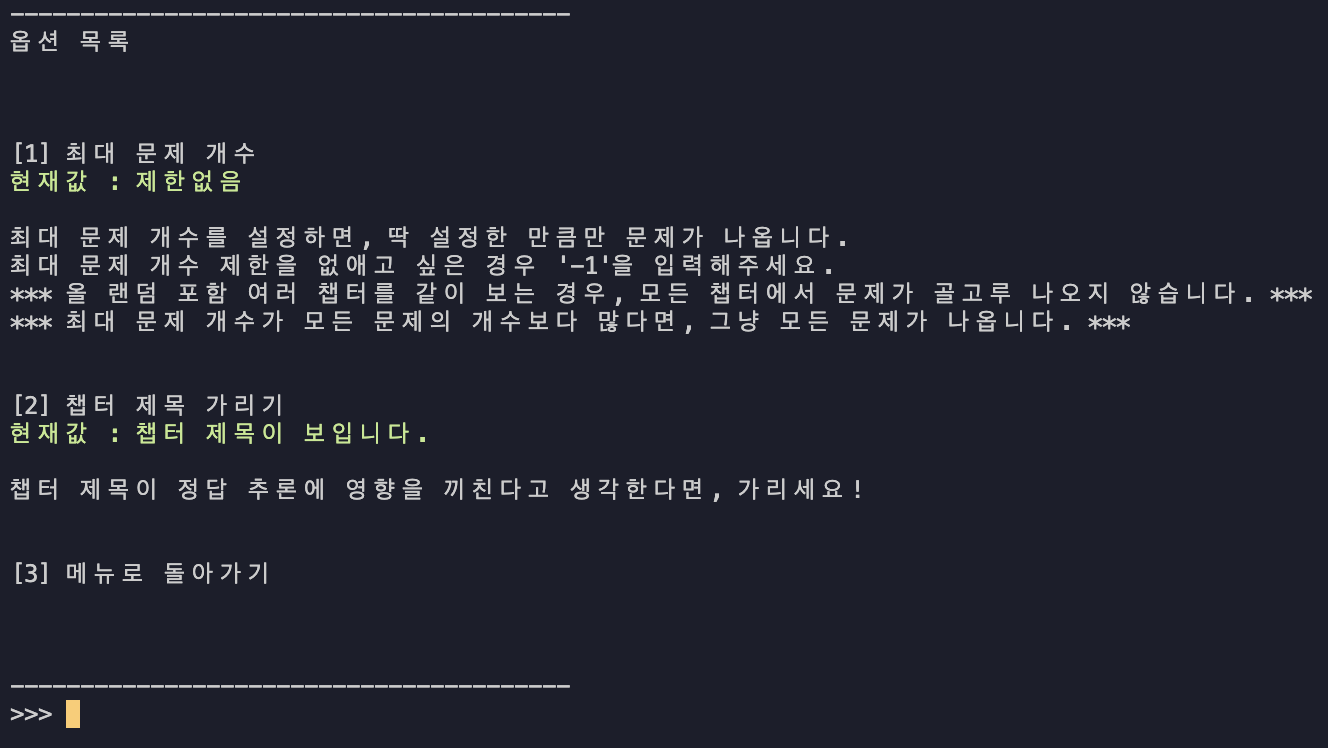 ----------------------------------------
옵션 목록
[1] 최대 문제 개수
현재값 : 제한없음
최대 문제 개수를 설정하면, 딱 설정한 만큼만 문제가 나옵니다.
최대 문제 개수 제한을 없애고 싶은 경우 '-1'을 입력해주세요.
*** 올 랜덤 포함 여러 챕터를 같이 보는 경우, 모든 챕터에서 문제가 골고루 나오지 않습니다. ***
*** 최대 문제 개수가 모든 문제의 개수보다 많다면, 그냥 모든 문제가 나옵니다. ***
[2] 챕터 제목 가리기
현재값 : 챕터 제목이 보입니다.
챕터 제목이 정답 추론에 영향을 끼친다고 생각한다면, 가리세요!
[3] 메뉴로 돌아가기
----------------------------------------
>>>